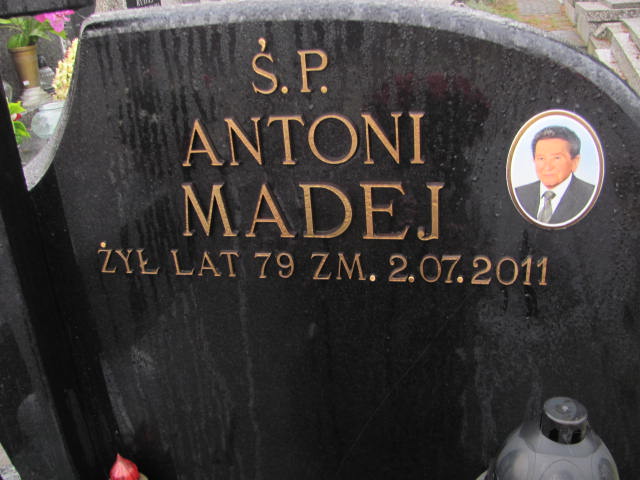 Ś.P.
ANTONI
MADEJ
ŻYŁ LAT 79 ZM. 2.07.2011